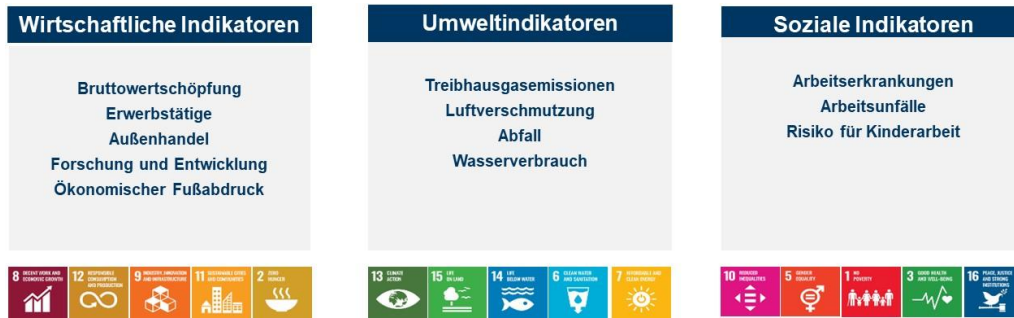 Wirtschaftliche Indikatoren
Bruttowertschöpfung
Erwerbstätige
Außenhandel
Forschung und Entwicklung
Ökonomischer Fußabdruck
8 DECENT WORK AND
ECONOMIC GROWTH
12 RESPONSIBLE
CONSUMPTION
AND PRODUCTION
9 INDUSTRY, INNOVATION
AND INFRASTRUCTURE
11 SUSTAINABLE CITIES
AND COMMUNITIES
2 ZERO
HUNGER
Umweltindikatoren
Treibhausgasemissionen
Luftverschmutzung
Abfall
Wasserverbrauch
13 CLIMATE
ACTION
15 LIFE
ON LAND
14 LIFE
BELOW WATER
6 CLEAN WATER
AND SANITATION
7 AFFORDABLE AND
CLEAN ENERGY
Soziale Indikatoren
Arbeitserkrankungen
Arbeitsunfälle
Risiko für Kinderarbeit
10 REDUCED
INEQUALITIES
5 GENDER
EQUALITY
1 NO
POVERTY
3 GOOD HEALTH
AND WELL-BEING
16 PEACE, JUSTICE
AND STRONG
INSTITUTIONS